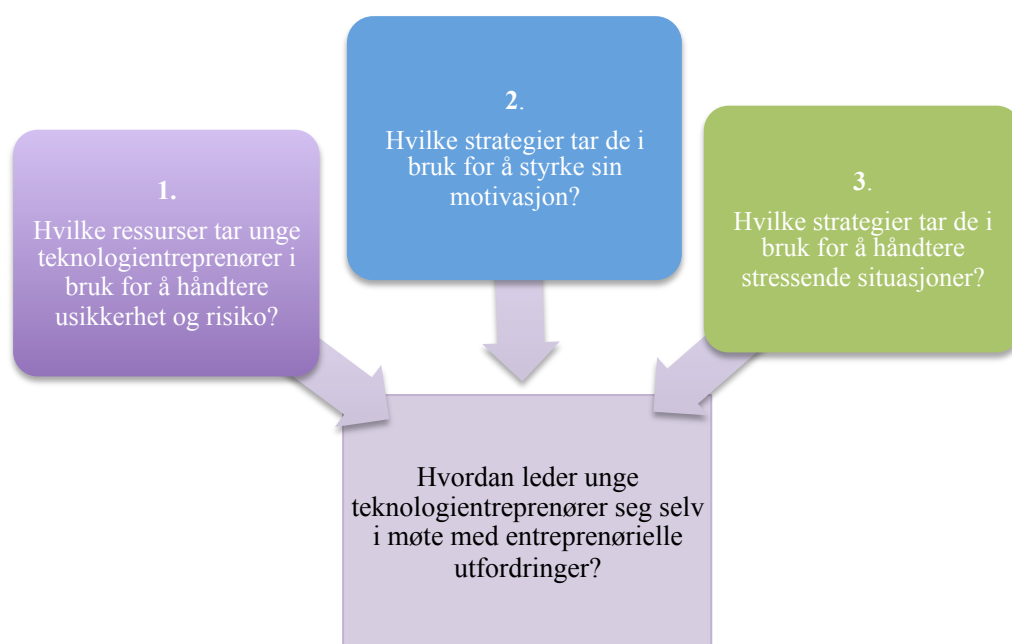 1.
Hvilke ressurser tar unge
teknologientreprenører i
bruk for å håndtere
usikkerhet og risiko?
2.
Hvilke strategier tar de i
bruk for å styrke sin
motivasjon?
3.
Hvilke strategier tar de i
bruk for å håndtere
stressende situasjoner?
Hvordan leder unge
teknologientreprenører seg selv
i møte med entreprenørielle
utfordringer?